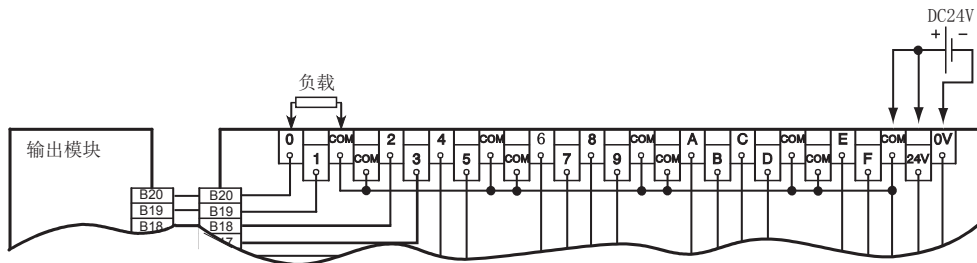 DC24V
+ −
负载
输出模块
0 COM 2 4 COM 6 8 COM A C COM E COM 0V
1 COM 3 5 COM 7 9 COM B D COM F 24V
B20 B20
B19 B19
B18 B18